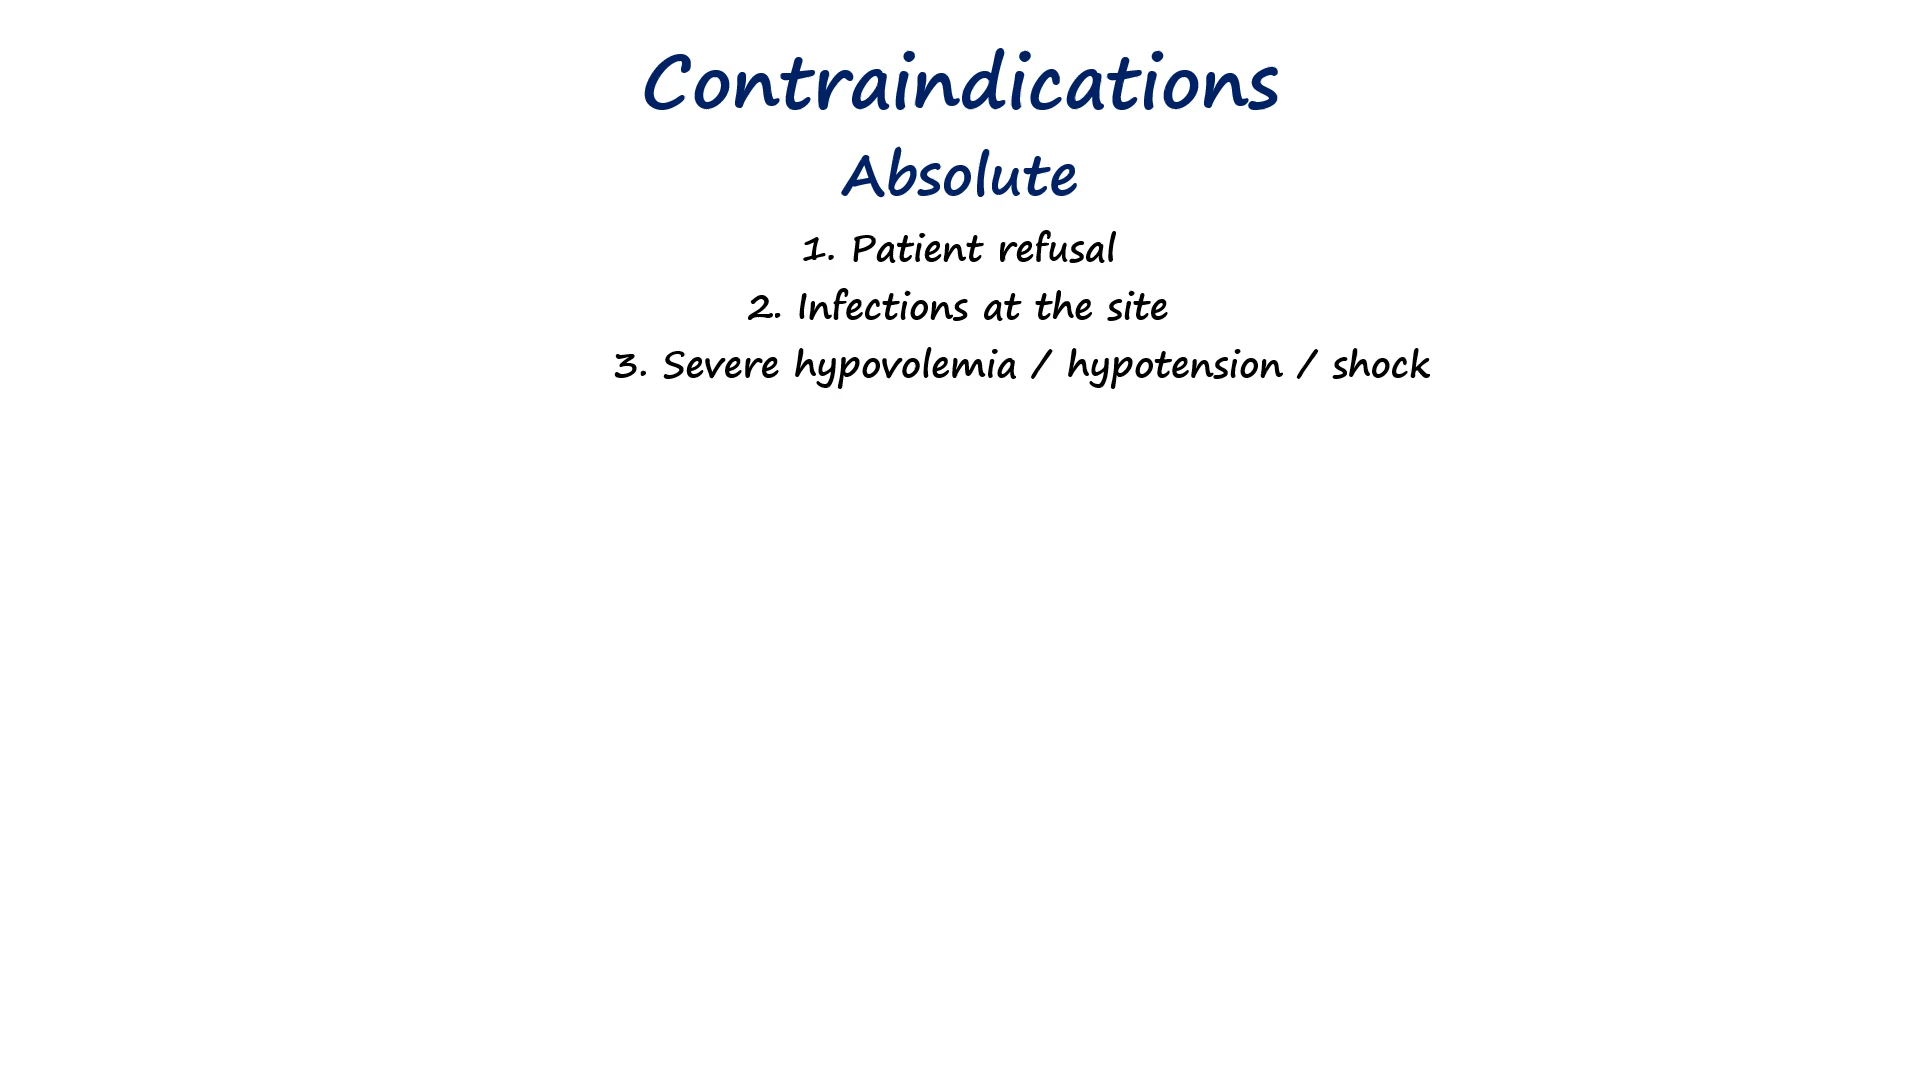 Contraindications
Absolute
1. Patient refusal
2. Infections at the site
3. Severe hypovolemia / hypotension / shock